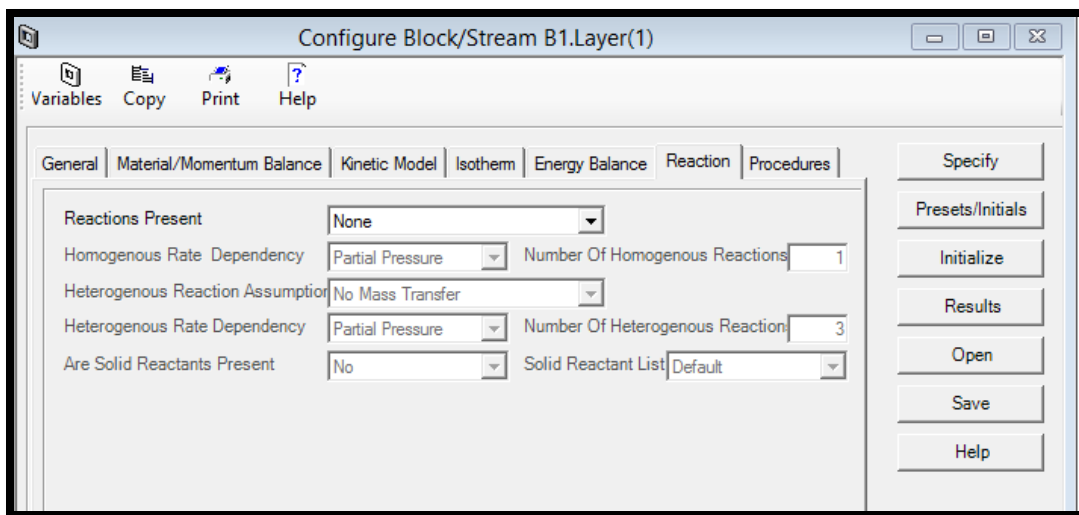 Configure Block/Stream B1.Layer(1)
Variables Copy Print Help
General Material/Momentum Balance Kinetic Model Isotherm Energy Balance Reaction Procedures
Specify
Presets/Initials
Initialize
Results
Open
Save
Help
Reactions Present None
Homogenous Rate Dependency Partial Pressure Number Of Homogenous Reactions 1
Heterogenous Reaction Assumption No Mass Transfer
Heterogenous Rate Dependency Partial Pressure Number Of Heterogenous Reaction 3
Are Solid Reactants Present No Solid Reactant List Default